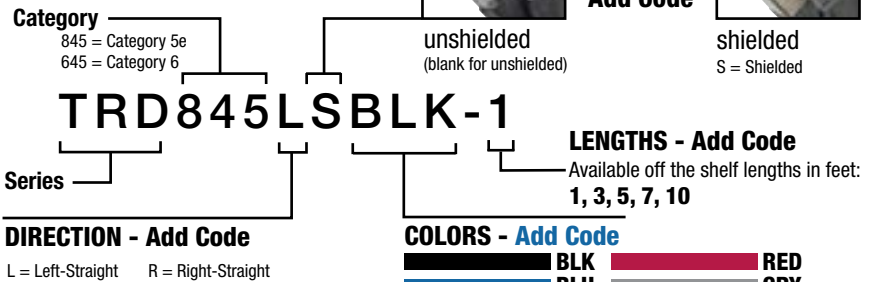 Add Code
Category
845 = Category 5e
645 = Category 6
unshielded
(blank for unshielded)
shielded
S = Shielded
TRD845LSBLK-1
LENGTHS - Add Code
Available off the shelf lengths in feet:
1, 3, 5, 7, 10
Series
DIRECTION - Add Code
L = Left-Straight R = Right-Straight
COLORS - Add Code
BLK RED